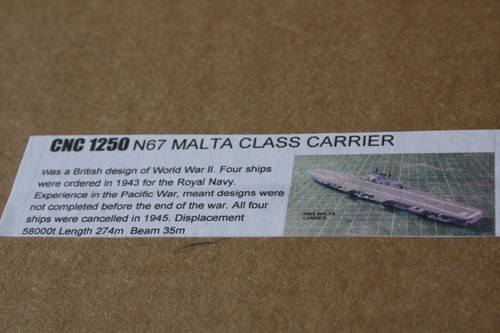 CNC 1250 N67 MALTA CLASS CARRIER
Was a British design of World War II. Four ships
were ordered in 1943 for the Royal Navy.
Experience in the Pacific War, meant designs were
not completed before the end of the war. All four
ships were cancelled in 1945. Displacement
58000t Length 274m Beam 35m
HMS MALTA